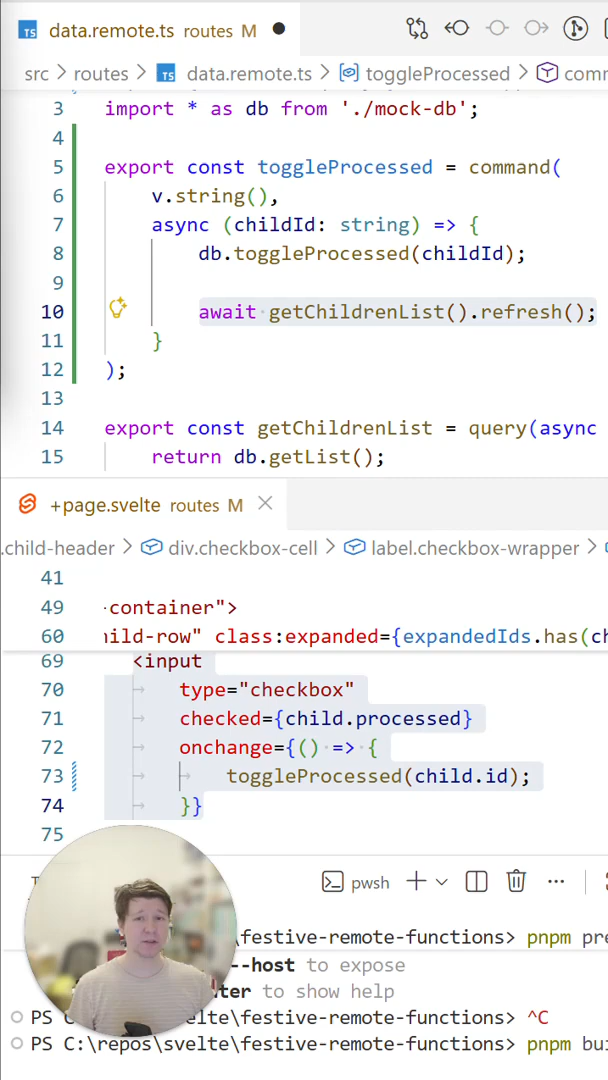 TS data.remote.ts routes M
src > routes > TS data.remote.ts > toggleProcessed > comm
3 import * as db from './mock-db';
4
5 export const toggleProcessed = command(
6 v.string(),
7 async (childId: string) => {
8 db.toggleProcessed(childId);
9
10 await getChildrenList().refresh();
11 }
12 );
13
14 export const getChildrenList = query(async
15 return db.getList();
+page.svelte routes M
.child-header > div.checkbox-cell > label.checkbox-wrapper >
41
49 -container">
60 hild-row" class:expanded={expandedIds.has(ch
69 <input
70 type="checkbox"
71 checked={child.processed}
72 onchange={() => {
73 toggleProcessed(child.id);
74 }}
75
pwsh
\festive-remote-functions> pnpm pre
--host to expose
ter to show help
PS C elte\festive-remote-functions> ^C
PS C:\repos\svelte\festive-remote-functions> pnpm bui